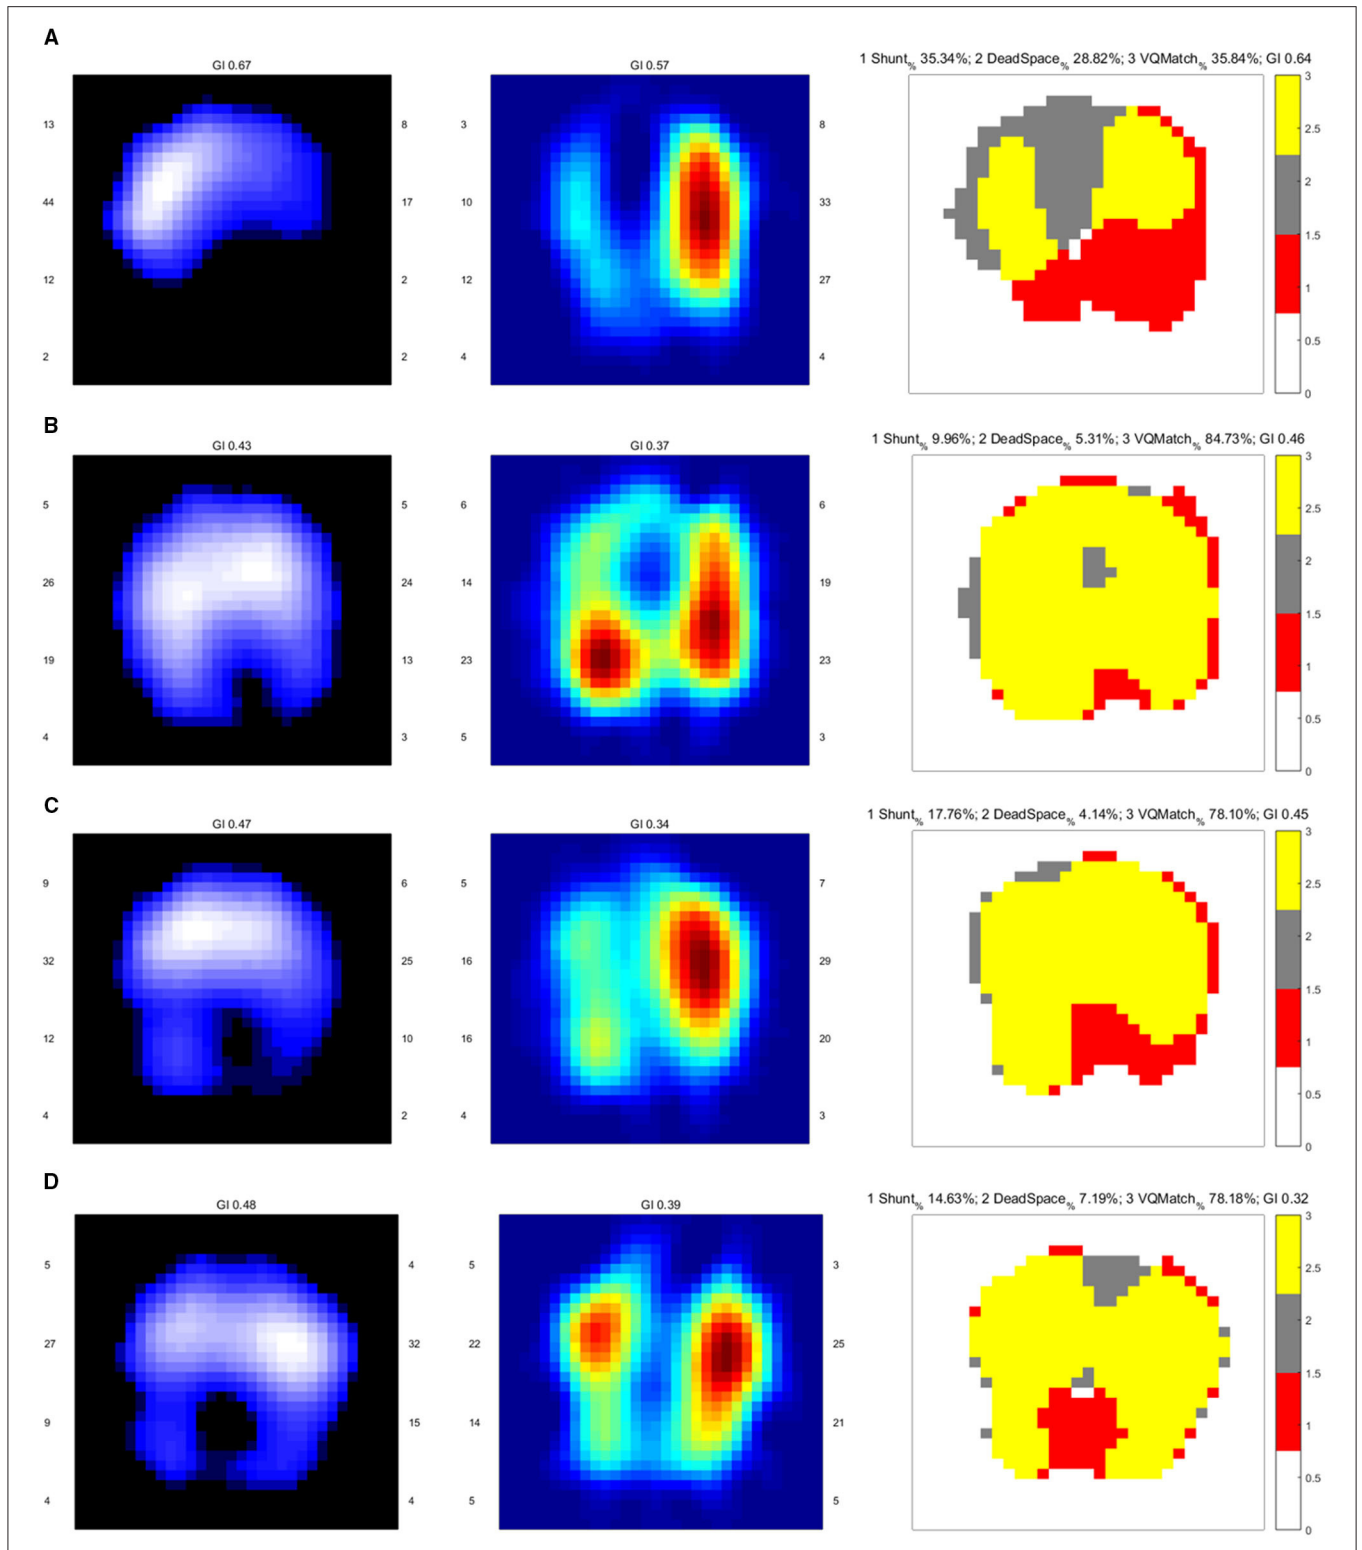 A
GI 0.67
GI 0.57
1 Shunt% 35.34%; 2 DeadSpace% 28.82%; 3 VQMatch% 35.84%; GI 0.64
13 8 3 8
44 17 10 33
12 2 12 27
2 2 4 4
3
2.5
2
1.5
1
0.5
0
B
GI 0.43
GI 0.37
1 Shunt% 9.96%; 2 DeadSpace% 5.31%; 3 VQMatch% 84.73%; GI 0.46
5 5 6 6
26 24 14 19
19 13 23 23
4 3 5 3
3
2.5
2
1.5
1
0.5
0
C
GI 0.47
GI 0.34
1 Shunt% 17.76%; 2 DeadSpace% 4.14%; 3 VQMatch% 78.10%; GI 0.45
9 6 5 7
32 25 16 29
12 10 16 20
4 2 4 3
3
2.5
2
1.5
1
0.5
0
D
GI 0.48
GI 0.39
1 Shunt% 14.63%; 2 DeadSpace% 7.19%; 3 VQMatch% 78.18%; GI 0.32
5 4 5 3
27 32 22 25
9 15 14 21
4 4 5 5
3
2.5
2
1.5
1
0.5
0